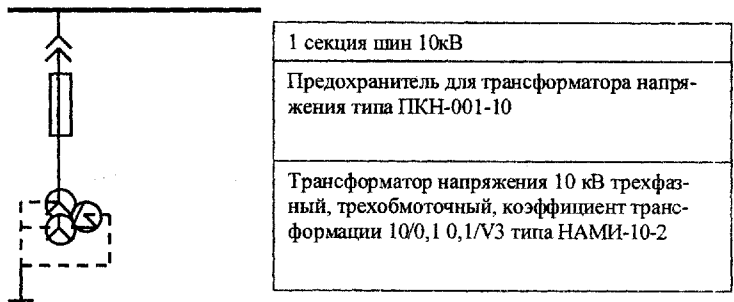 1 секция шин 10кВ
Предохранитель для трансформатора напря-
жения типа ПКН-001-10
Трансформатор напряжения 10 кВ трехфаз-
ный, трехобмоточный, коэффициент транс-
формации 10/0,1 0,1/V3 типа НАМИ-10-2